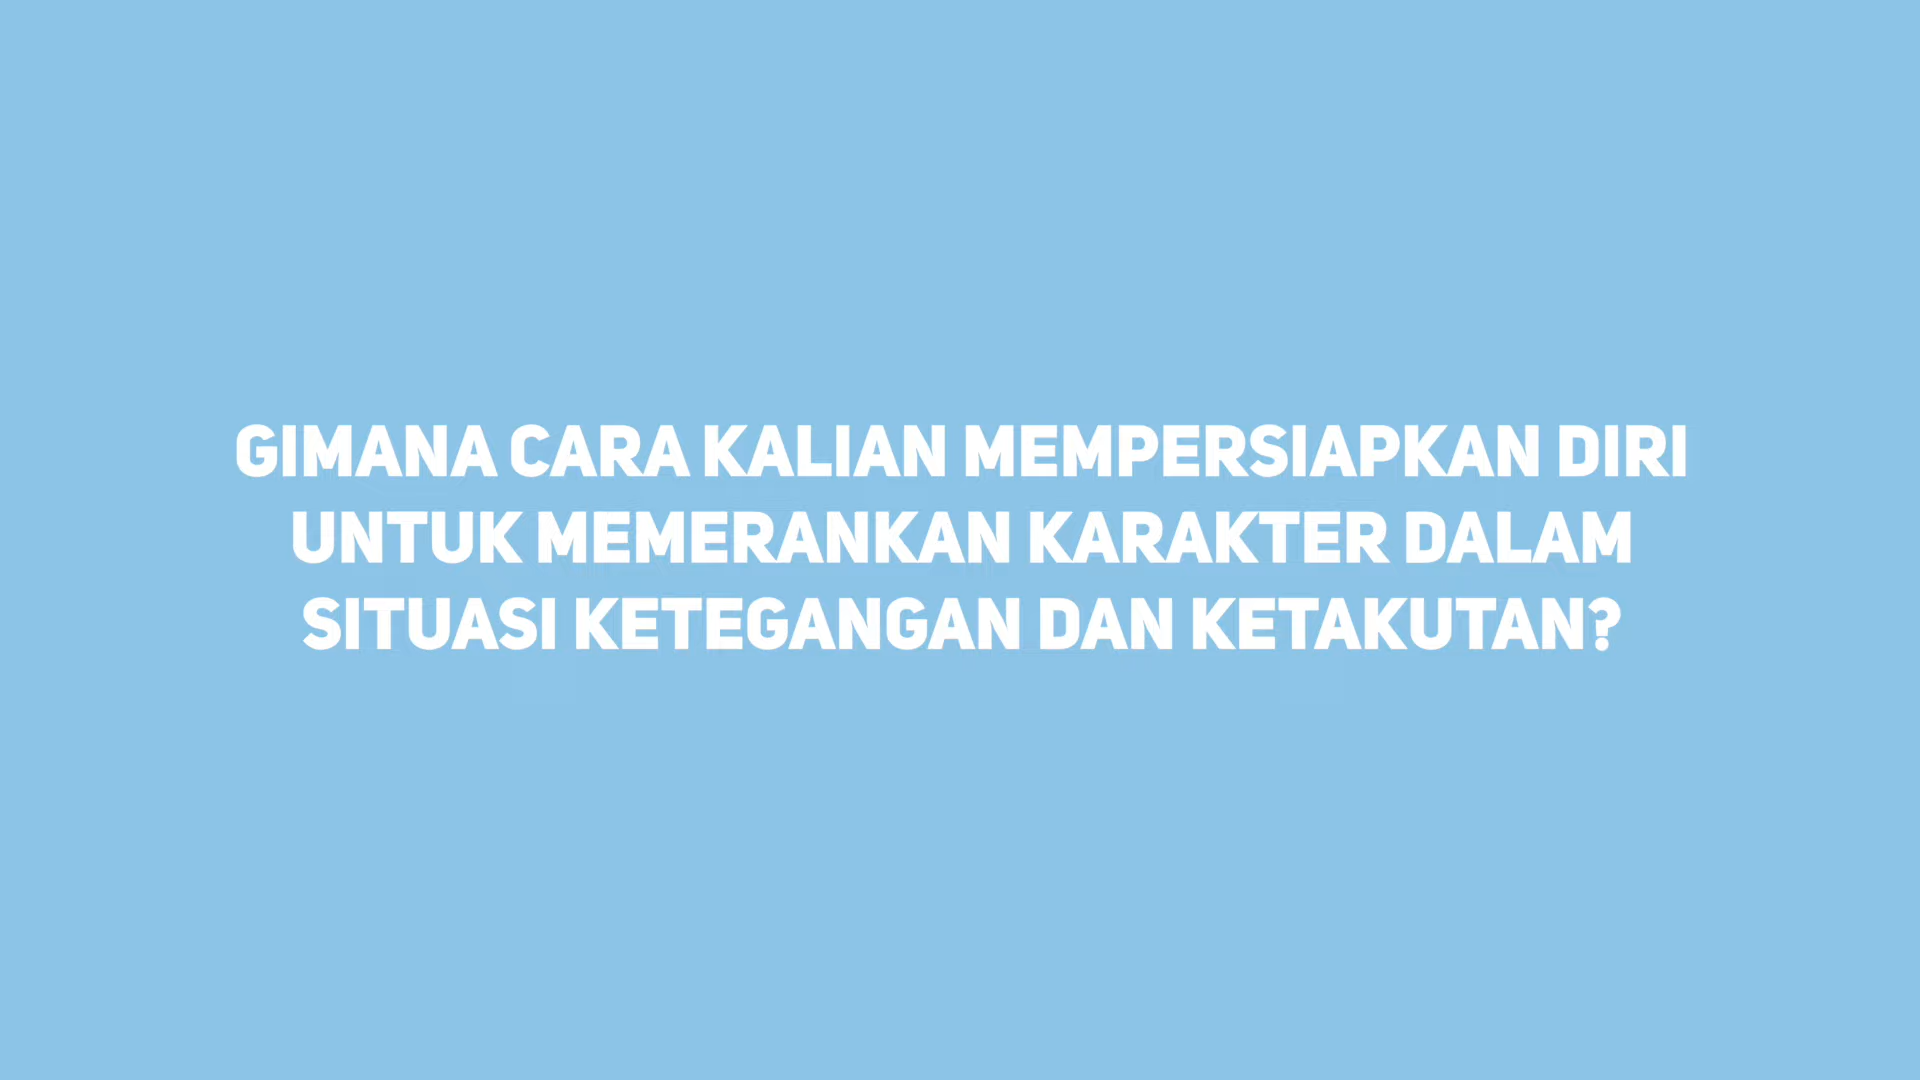 GIMANA CARA KALIAN MEMPERSIAPKAN DIRI
UNTUK MEMERANKAN KARAKTER DALAM
SITUASI KETEGANGAN DAN KETAKUTAN?